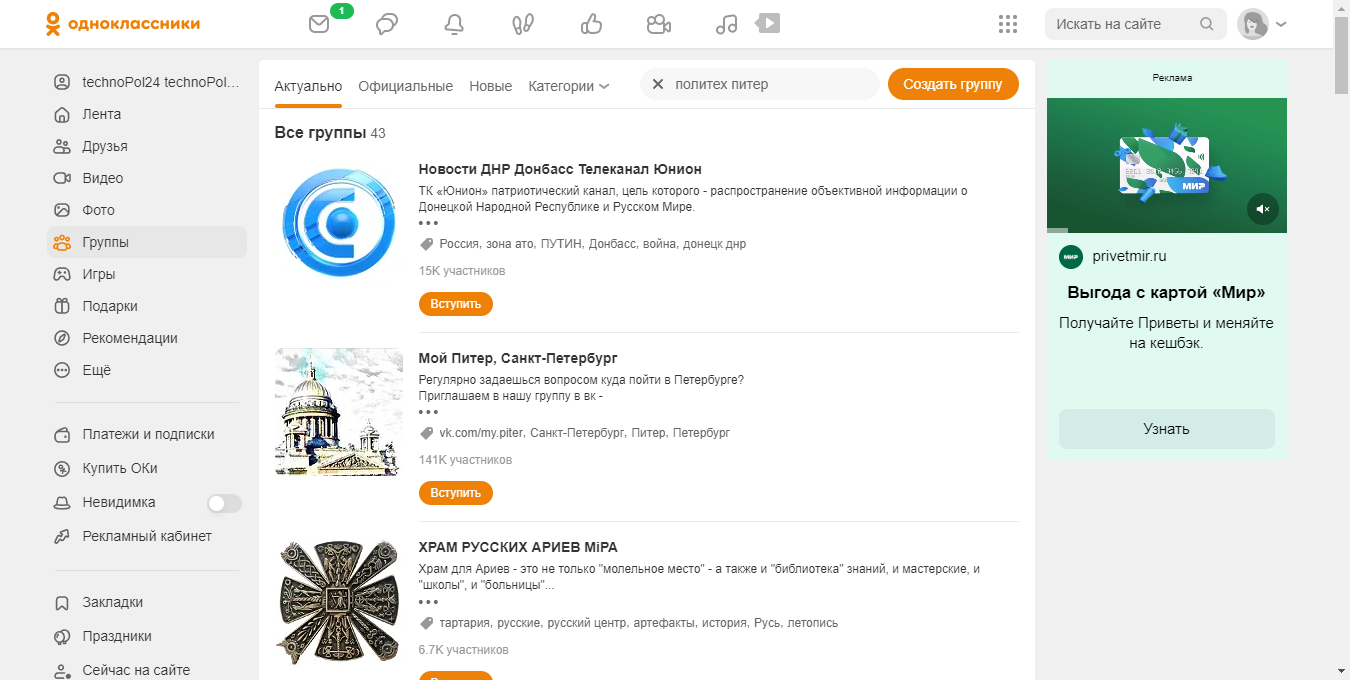 одноклассники
1
Искать на сайте
technoPol24 technoPol…
Лента
Друзья
Видео
Фото
Группы
Игры
Подарки
Рекомендации
Ещё
Платежи и подписки
Купить ОКи
Невидимка
Рекламный кабинет
Закладки
Праздники
Сейчас на сайте
Актуально Официальные Новые Категории
политех питер
Создать группу
Все группы 43
Новости ДНР Донбасс Телеканал Юнион
ТК «Юнион» патриотический канал, цель которого - распространение объективной информации о
Донецкой Народной Республике и Русском Мире.
Россия, зона ато, ПУТИН, Донбасс, война, донецк днр
15K участников
Вступить
Мой Питер, Санкт-Петербург
Регулярно задаешься вопросом куда пойти в Петербурге?
Приглашаем в нашу группу в вк -
vk.com/my.piter, Санкт-Петербург, Питер, Петербург
141K участников
Вступить
ХРАМ РУССКИХ АРИЕВ МiРА
Храм для Ариев - это не только "молельное место" - а также и "библиотека" знаний, и мастерские, и
"школы", и "больницы"...
тартария, русские, русский центр, артефакты, история, Русь, летопись
6.7K участников
Вступить
Реклама
МИР
МИР
privetmir.ru
Выгода с картой «Мир»
Получайте Приветы и меняйте
на кешбэк.
Узнать